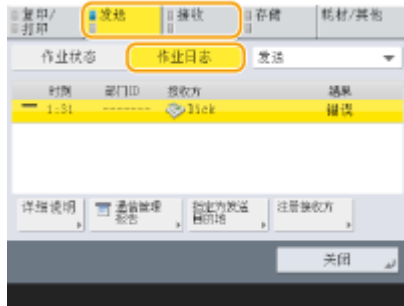 复印/打印 发送 接收 存储 耗材/其他
作业状态 作业日志 发送
时刻 部门ID 接收方 结果
1:31 ------- Dick 错误
详细说明 通信管理报告 指定为发送目的地 注册接收方
关闭